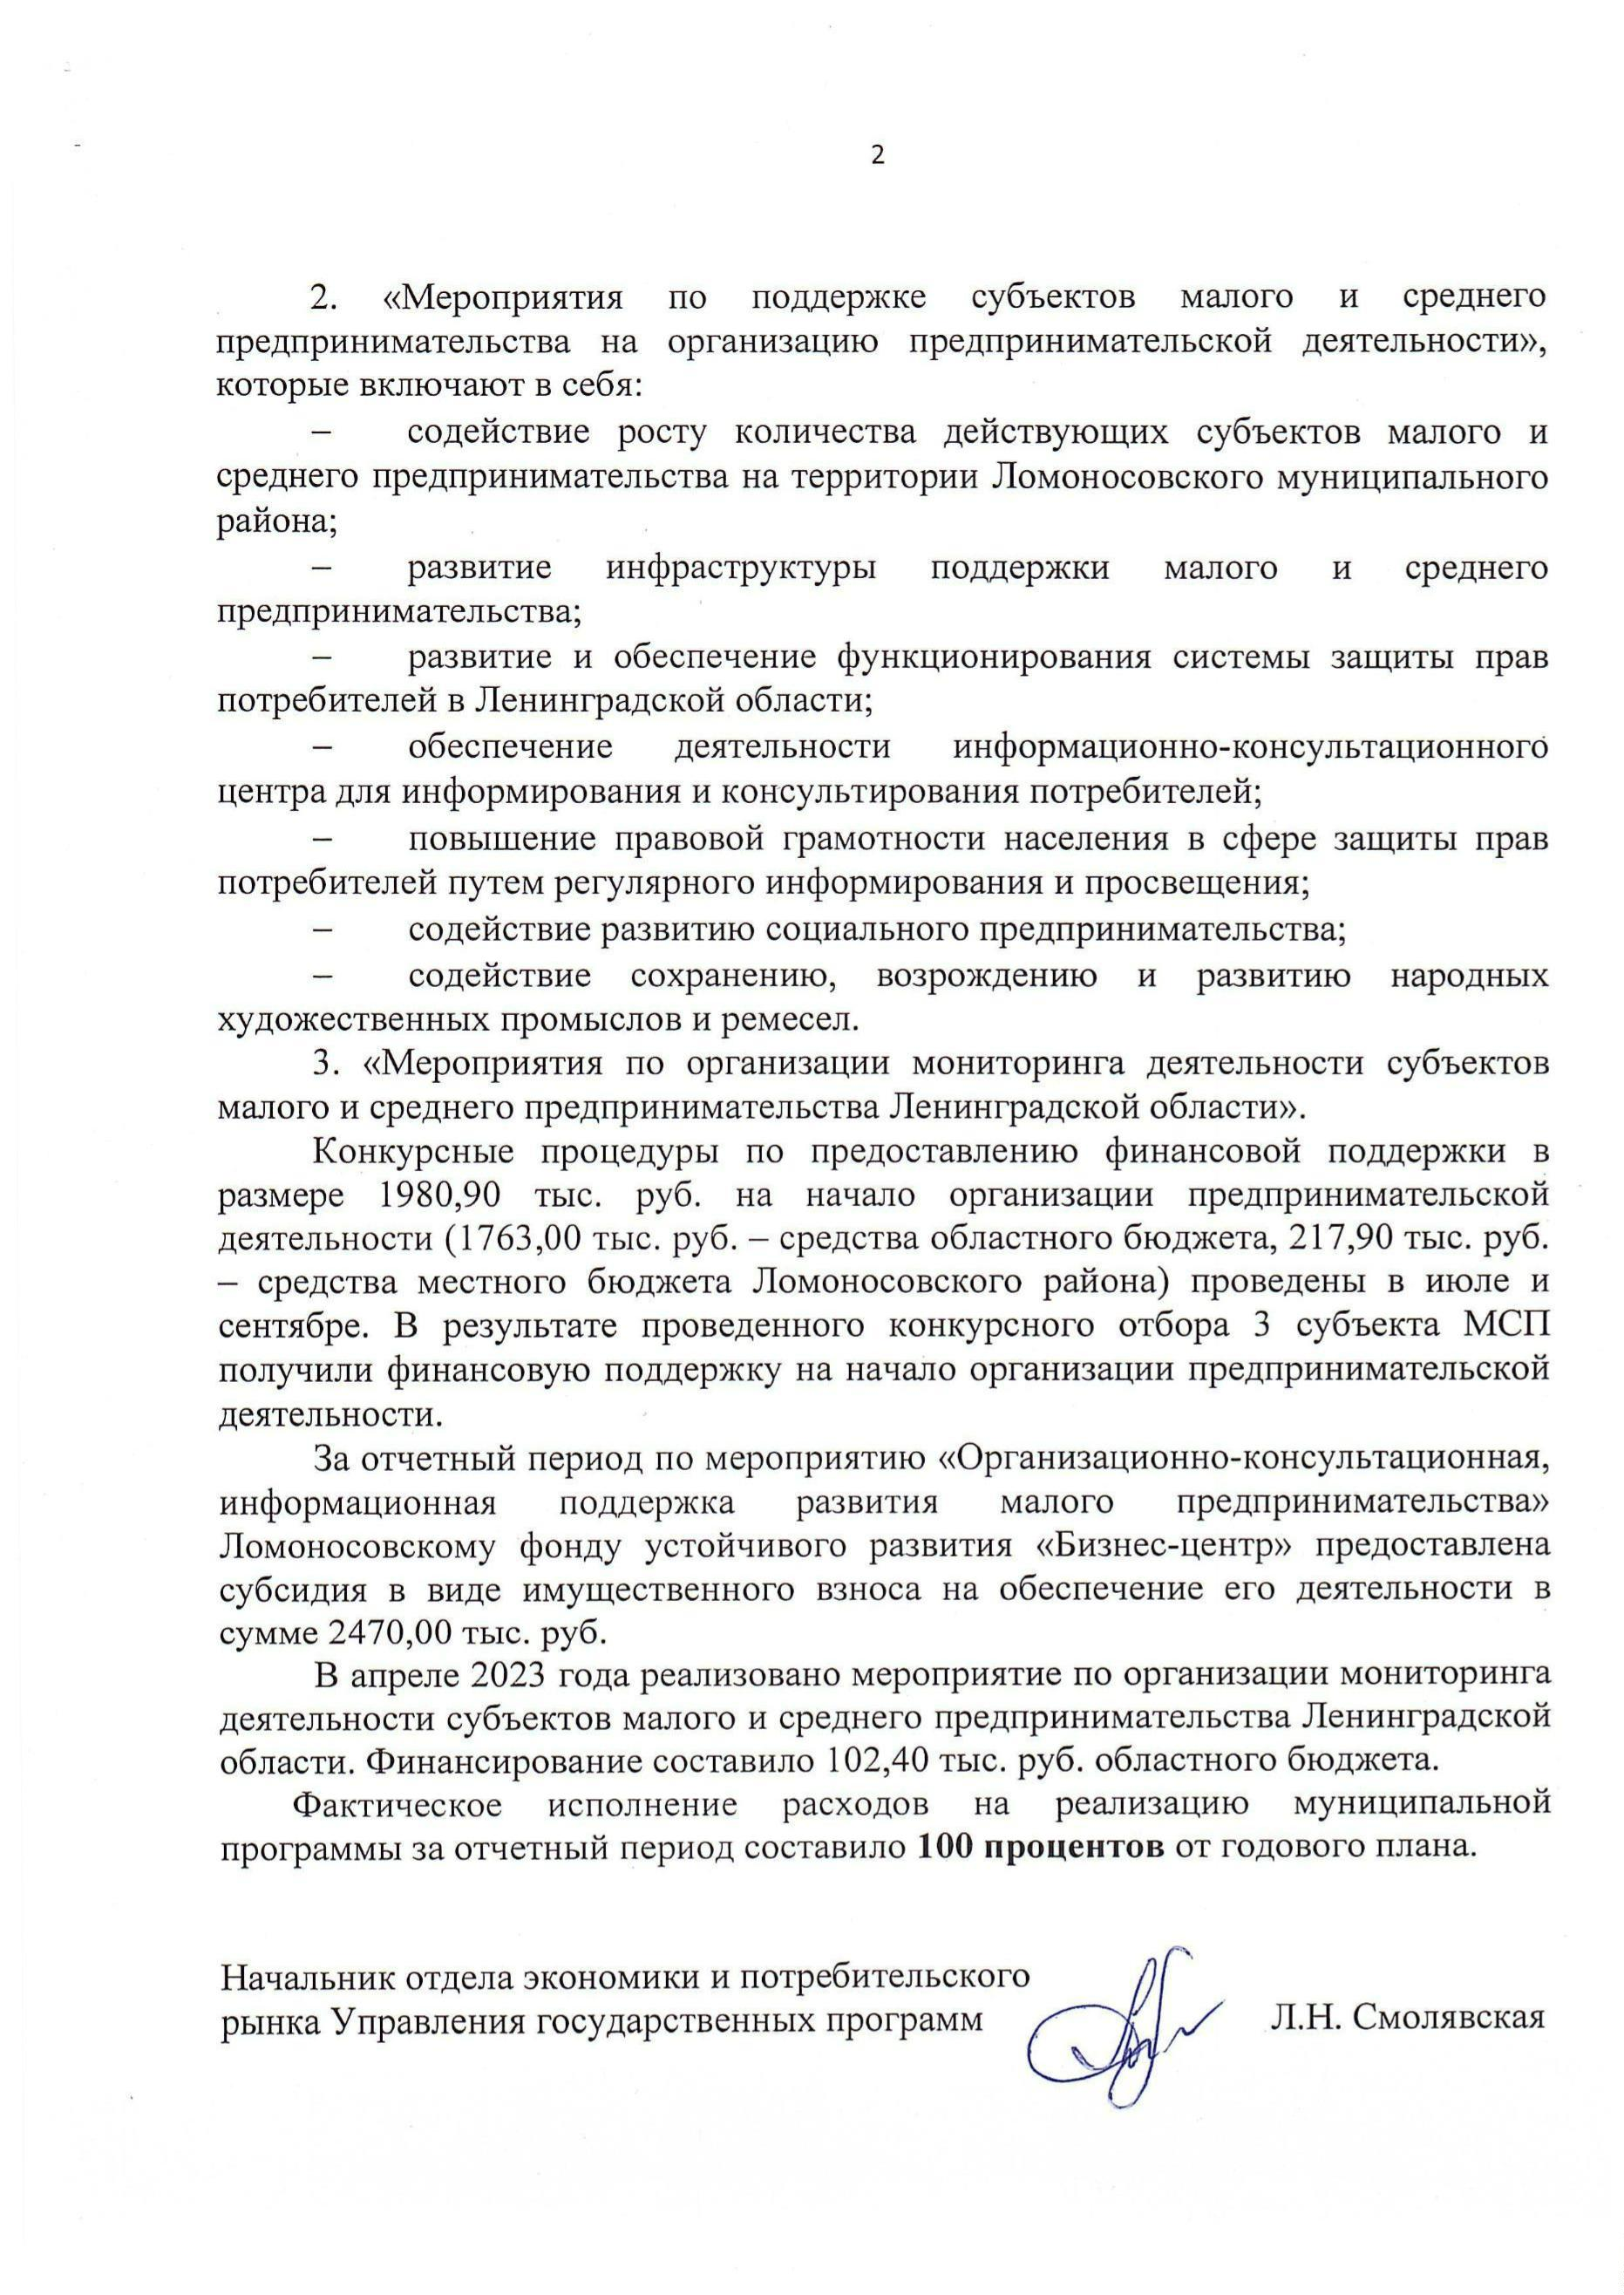 2
2. «Мероприятия по поддержке субъектов малого и среднего
предпринимательства на организацию предпринимательской деятельности»,
которые включают в себя:
– содействие росту количества действующих субъектов малого и
среднего предпринимательства на территории Ломоносовского муниципального
района;
– развитие инфраструктуры поддержки малого и среднего
предпринимательства;
– развитие и обеспечение функционирования системы защиты прав
потребителей в Ленинградской области;
– обеспечение деятельности информационно-консультационного
центра для информирования и консультирования потребителей;
– повышение правовой грамотности населения в сфере защиты прав
потребителей путем регулярного информирования и просвещения;
– содействие развитию социального предпринимательства;
– содействие сохранению, возрождению и развитию народных
художественных промыслов и ремесел.
3. «Мероприятия по организации мониторинга деятельности субъектов
малого и среднего предпринимательства Ленинградской области».
Конкурсные процедуры по предоставлению финансовой поддержки в
размере 1980,90 тыс. руб. на начало организации предпринимательской
деятельности (1763,00 тыс. руб. – средства областного бюджета, 217,90 тыс. руб.
– средства местного бюджета Ломоносовского района) проведены в июле и
сентябре. В результате проведенного конкурсного отбора 3 субъекта МСП
получили финансовую поддержку на начало организации предпринимательской
деятельности.
За отчетный период по мероприятию «Организационно-консультационная,
информационная поддержка развития малого предпринимательства»
Ломоносовскому фонду устойчивого развития «Бизнес-центр» предоставлена
субсидия в виде имущественного взноса на обеспечение его деятельности в
сумме 2470,00 тыс. руб.
В апреле 2023 года реализовано мероприятие по организации мониторинга
деятельности субъектов малого и среднего предпринимательства Ленинградской
области. Финансирование составило 102,40 тыс. руб. областного бюджета.
Фактическое исполнение расходов на реализацию муниципальной
программы за отчетный период составило 100 процентов от годового плана.
Начальник отдела экономики и потребительского
рынка Управления государственных программ Л.Н. Смолявская